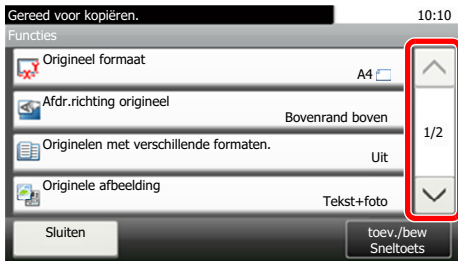 Gereed voor kopiëren. 10:10
Functies
Origineel formaat
A4
Afdr.richting origineel
Bovenrand boven
1/2
Originelen met verschillende formaten.
Uit
Originele afbeelding
Tekst+foto
Sluiten
toev./bew
Sneltoets